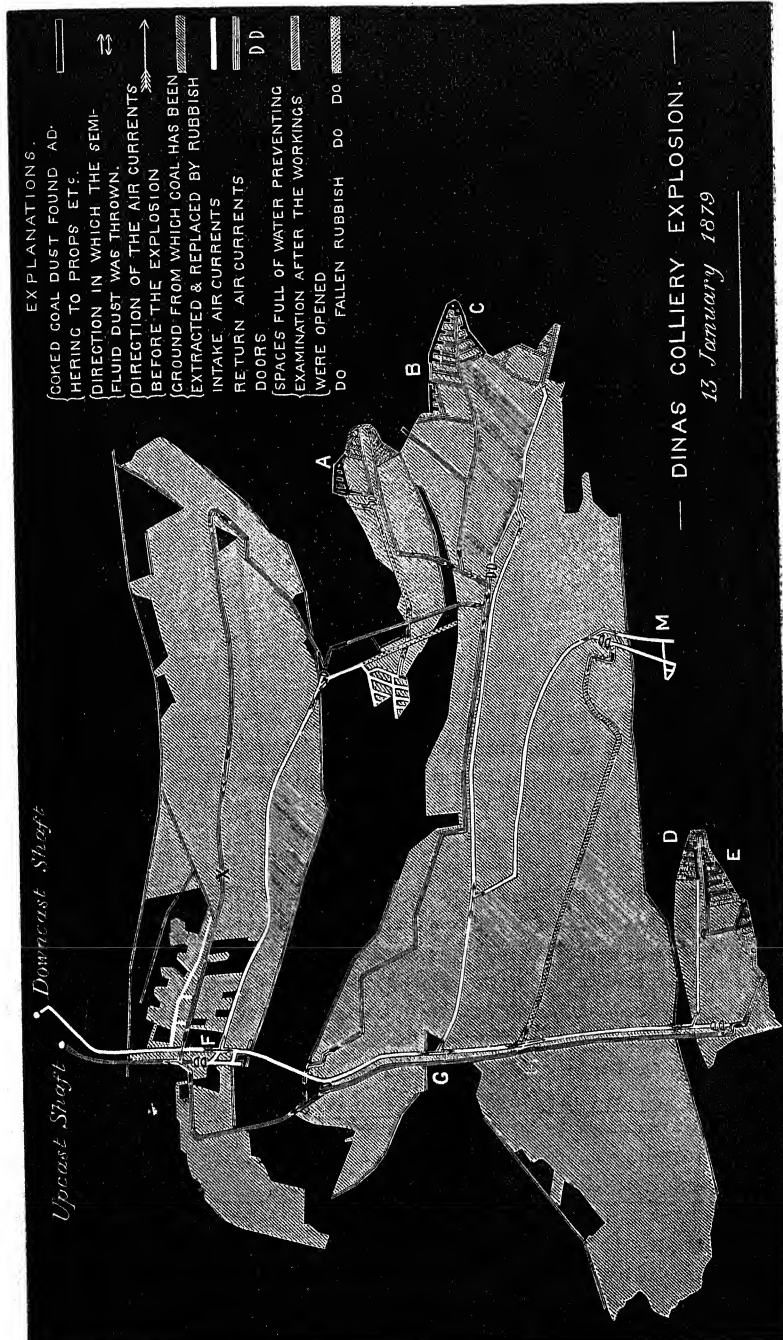 EXPLANATIONS.
COKED COAL DUST FOUND AD-
HERING TO PROPS ETC.
DIRECTION IN WHICH THE SEMI-
FLUID DUST WAS THROWN.
DIRECTION OF THE AIR CURRENTS
BEFORE THE EXPLOSION
GROUND FROM WHICH COAL HAS BEEN
EXTRACTED & REPLACED BY RUBBISH
INTAKE AIR CURRENTS
RETURN AIR CURRENTS
DOORS DD
SPACES FULL OF WATER PREVENTING
EXAMINATION AFTER THE WORKINGS
WERE OPENED
DO FALLEN RUBBISH DO DO
Downcast Shaft
Upcast Shaft
A
B
C
X
F
G
M
D
E
— DINAS COLLIERY EXPLOSION. —
13 January 1879